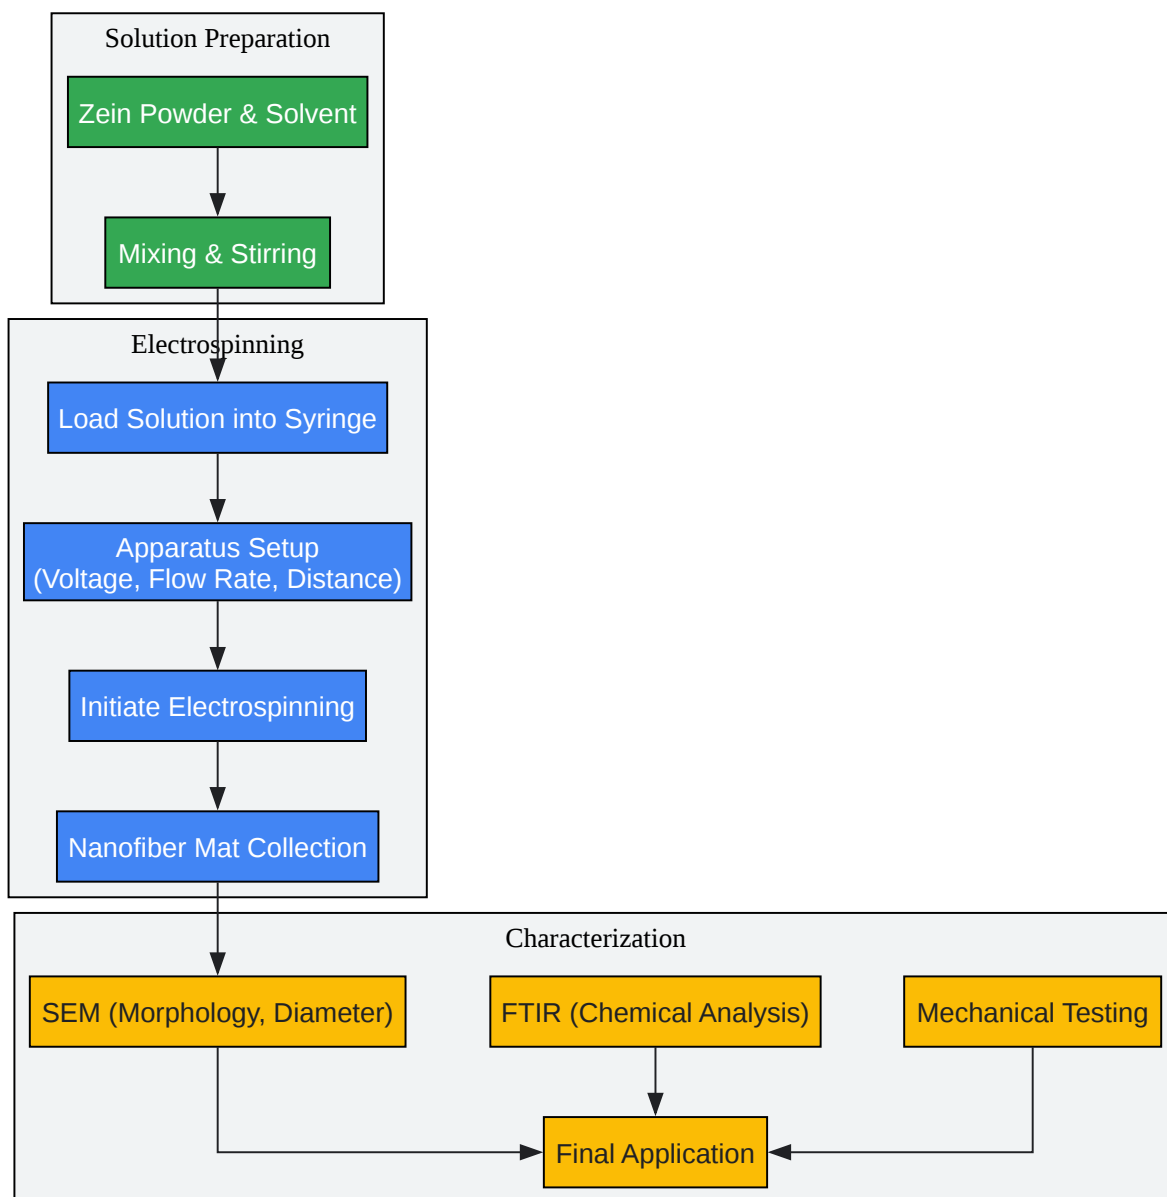 Solution Preparation
Zein Powder & Solvent
Mixing & Stirring
Electrospinning
Load Solution into Syringe
Apparatus Setup
(Voltage, Flow Rate, Distance)
Initiate Electrospinning
Nanofiber Mat Collection
Characterization
SEM (Morphology, Diameter)
FTIR (Chemical Analysis)
Mechanical Testing
Final Application